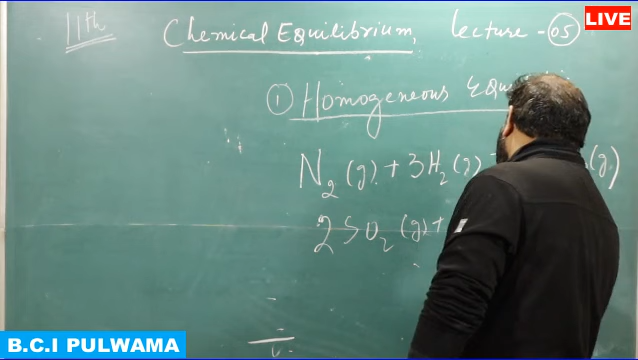 LIVE
11th Chemical Equilibrium, Lecture - 05
① Homogeneous
N₂(g) + 3H₂(g) (g)
2SO₂(g) +
B.C.I PULWAMA